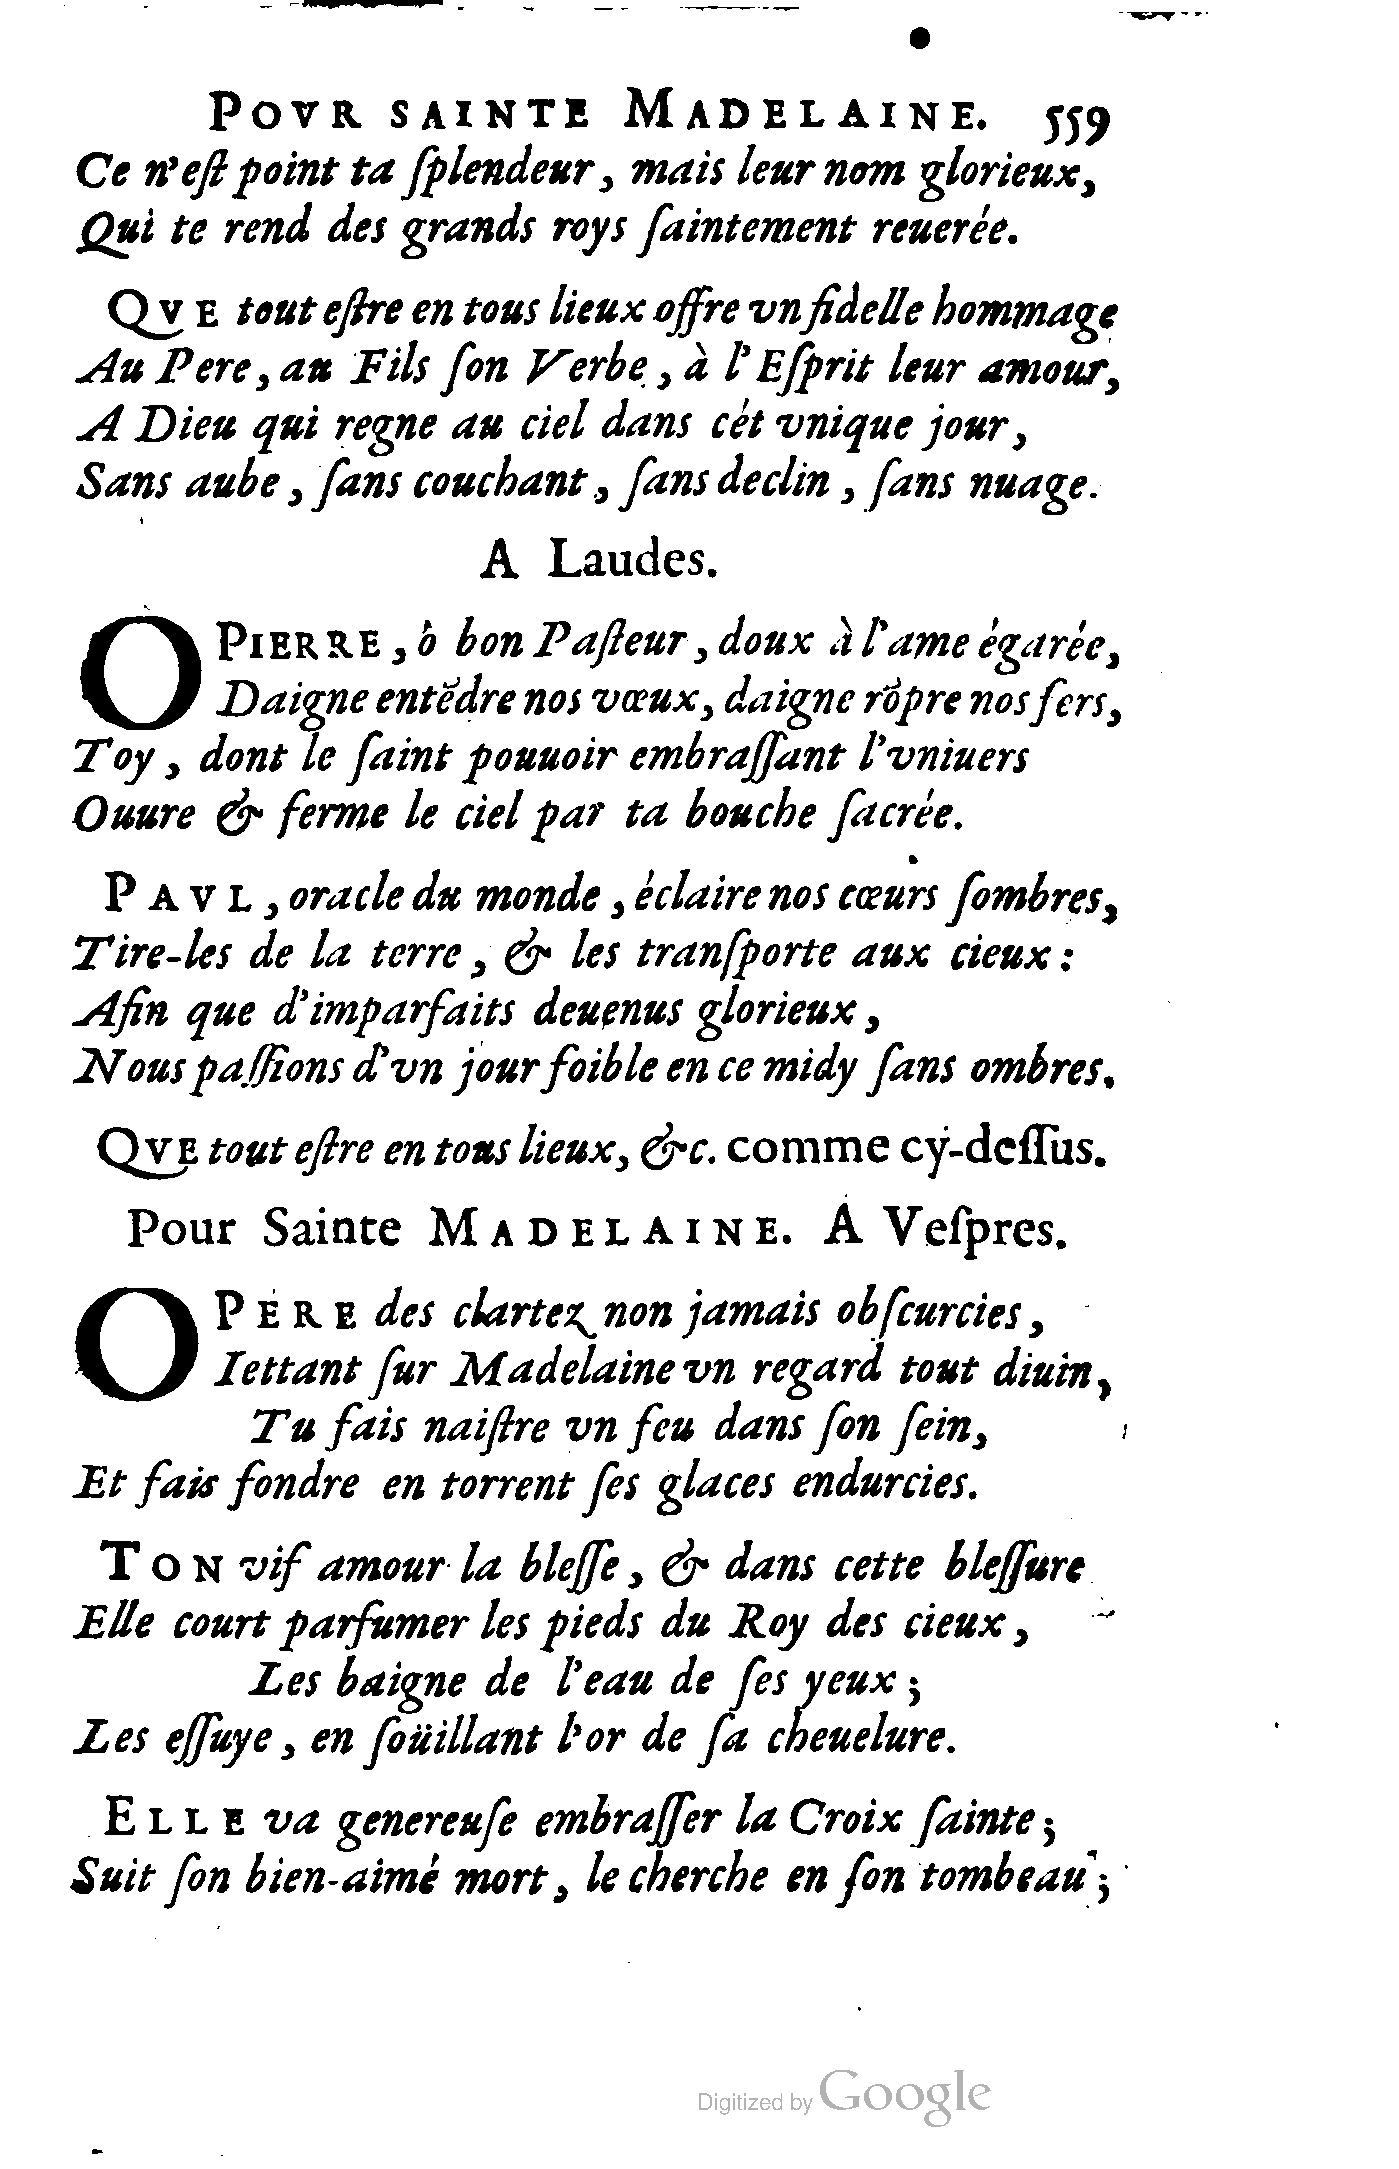 POVR SAINTE MADELAINE. 559
Ce n'eſt point ta ſplendeur, mais leur nom glorieux,
Qui te rend des grands roys ſaintement reuerée.
QVE tout eſtre en tous lieux offre vn fidelle hommage
Au Pere, au Fils ſon Verbe, à l'Eſprit leur amour,
A Dieu qui regne au ciel dans cét vnique jour,
Sans aube, ſans couchant, ſans declin, ſans nuage.
A Laudes.
O PIERRE, ô bon Paſteur, doux à l'ame égarée,
Daigne entẽdre nos vœux, daigne rõpre nos fers,
Toy, dont le ſaint pouuoir embraſſant l'vniuers
Ouure & ferme le ciel par ta bouche ſacrée.
PAVL, oracle du monde, éclaire nos cœurs ſombres,
Tire-les de la terre, & les tranſporte aux cieux:
Afin que d'imparfaits deuenus glorieux,
Nous paſſions d'vn jour foible en ce midy ſans ombres.
QVE tout eſtre en tous lieux, &c. comme cy-deſſus.
Pour Sainte MADELAINE. A Veſpres.
O PERE des clartez non jamais obſcurcies,
Iettant ſur Madelaine vn regard tout diuin,
Tu fais naiſtre vn feu dans ſon ſein,
Et fais fondre en torrent ſes glaces endurcies.
TON vif amour la bleſſe, & dans cette bleſſure
Elle court parfumer les pieds du Roy des cieux,
Les baigne de l'eau de ſes yeux;
Les eſſuye, en ſoüillant l'or de ſa cheuelure.
ELLE va genereuſe embraſſer la Croix ſainte;
Suit ſon bien-aimé mort, le cherche en ſon tombeau;
Digitized by Google